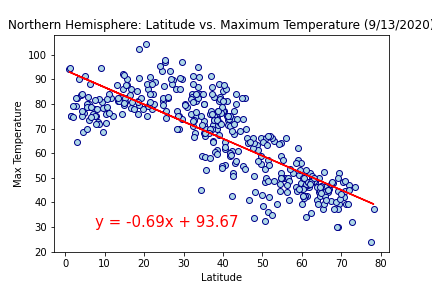 Northern Hemisphere: Latitude vs. Maximum Temperature (9/13/2020)
Max Temperature
100
90
80
70
60
50
40
30
20
y = -0.69x + 93.67
0 10 20 30 40 50 60 70 80
Latitude